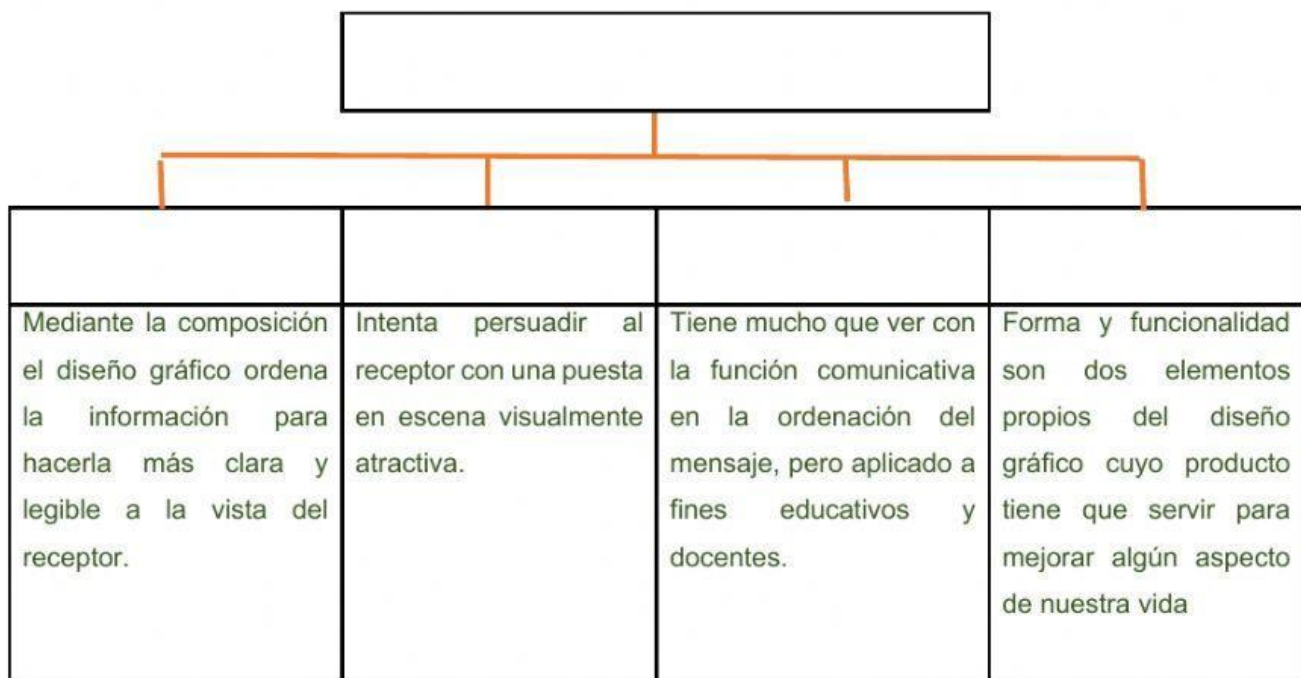 Mediante la composición
el diseño gráfico ordena
la información para
hacerla más clara y
legible a la vista del
receptor.
Intenta persuadir al
receptor con una puesta
en escena visualmente
atractiva.
Tiene mucho que ver con
la función comunicativa
en la ordenación del
mensaje, pero aplicado a
fines educativos y
docentes.
Forma y funcionalidad
son dos elementos
propios del diseño
gráfico cuyo producto
tiene que servir para
mejorar algún aspecto
de nuestra vida